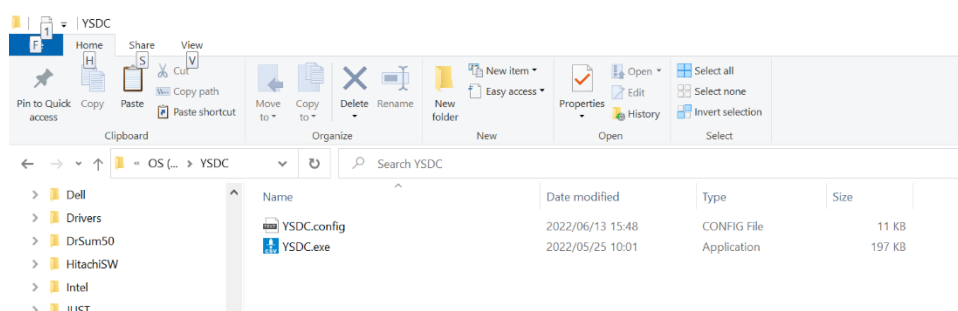 YSDC
1
F Home Share View
H S V
Pin to Quick access
Copy
Paste
Cut
Copy path
Paste shortcut
Clipboard
Move to
Copy to
Delete
Rename
Organize
New folder
New item
Easy access
New
Properties
Open
Edit
History
Open
Select all
Select none
Invert selection
Select
« OS (... > YSDC
Search YSDC
Dell
Drivers
DrSum50
HitachiSW
Intel
JUST
Name Date modified Type Size
YSDC.config 2022/06/13 15:48 CONFIG File 11 KB
YSDC.exe 2022/05/25 10:01 Application 197 KB